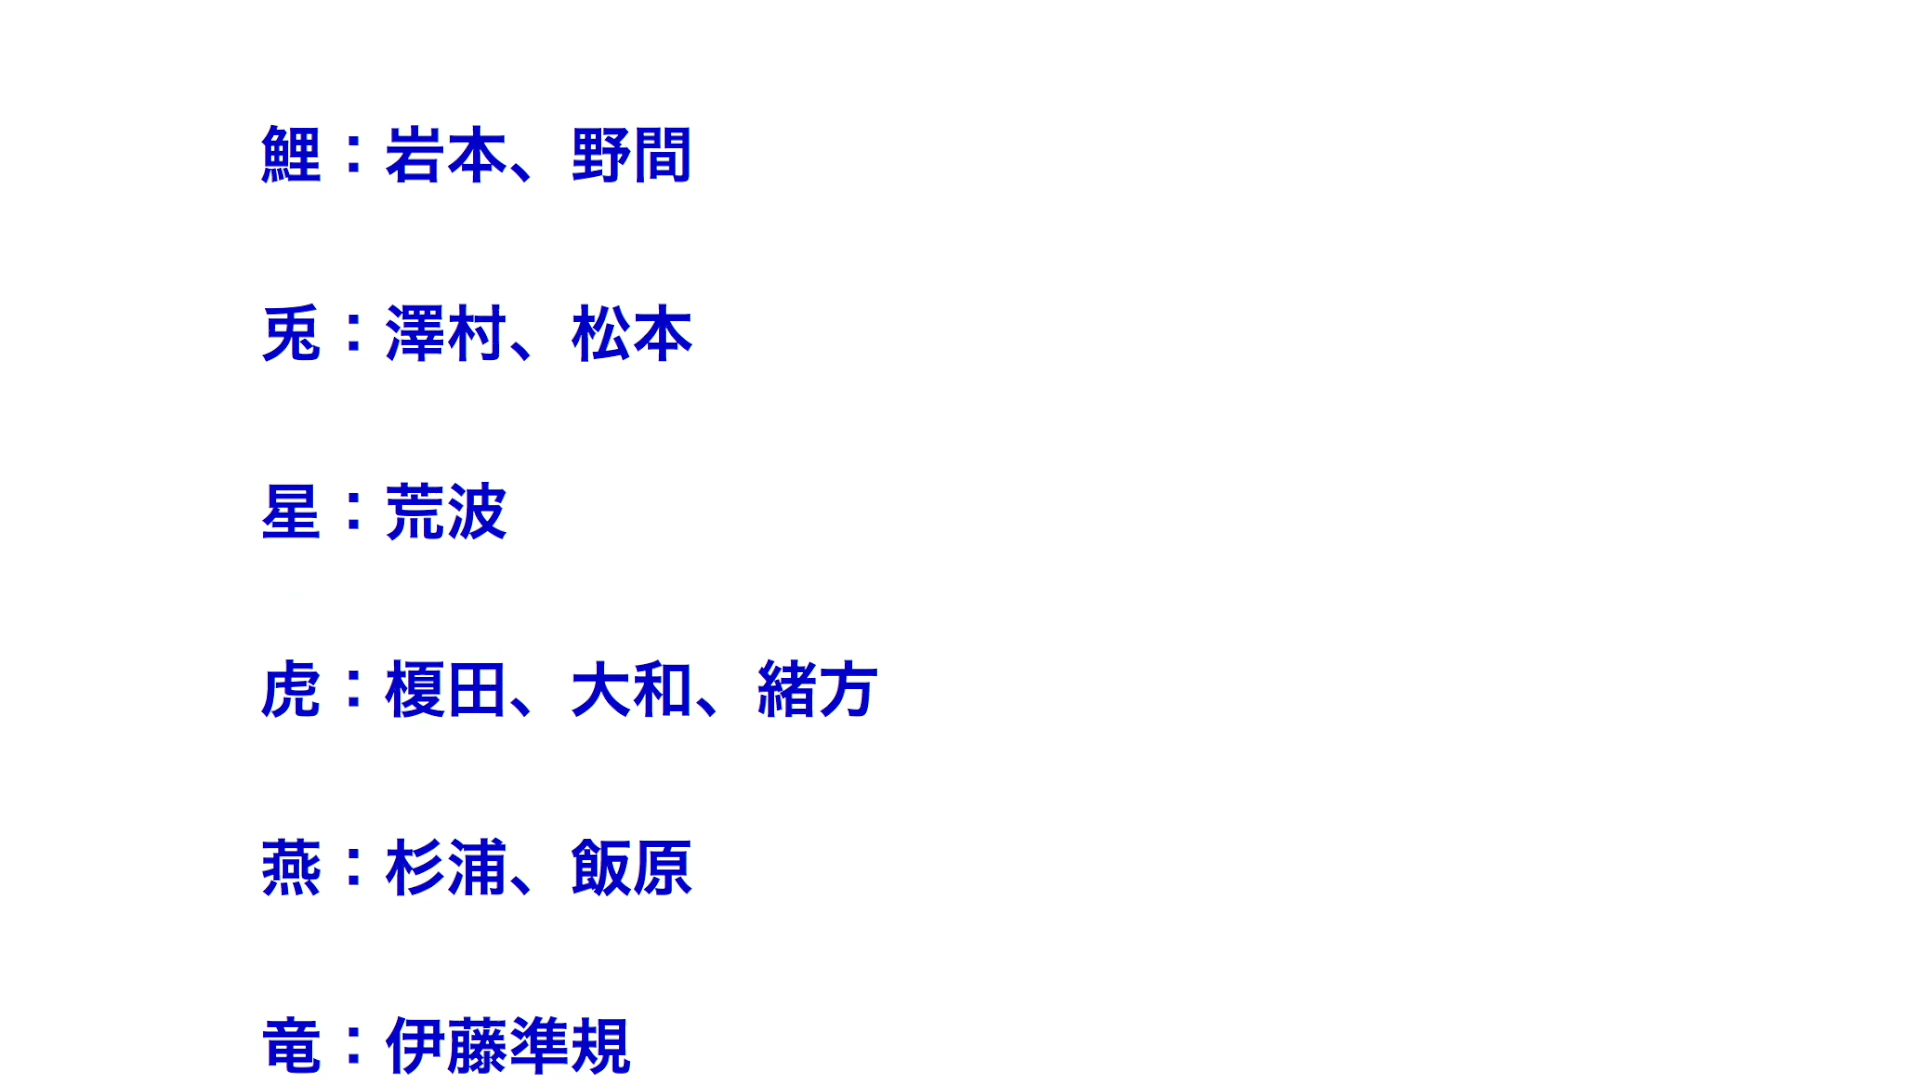 鯉：岩本、野間
兎：澤村、松本
星：荒波
虎：榎田、大和、緒方
燕：杉浦、飯原
竜：伊藤準規